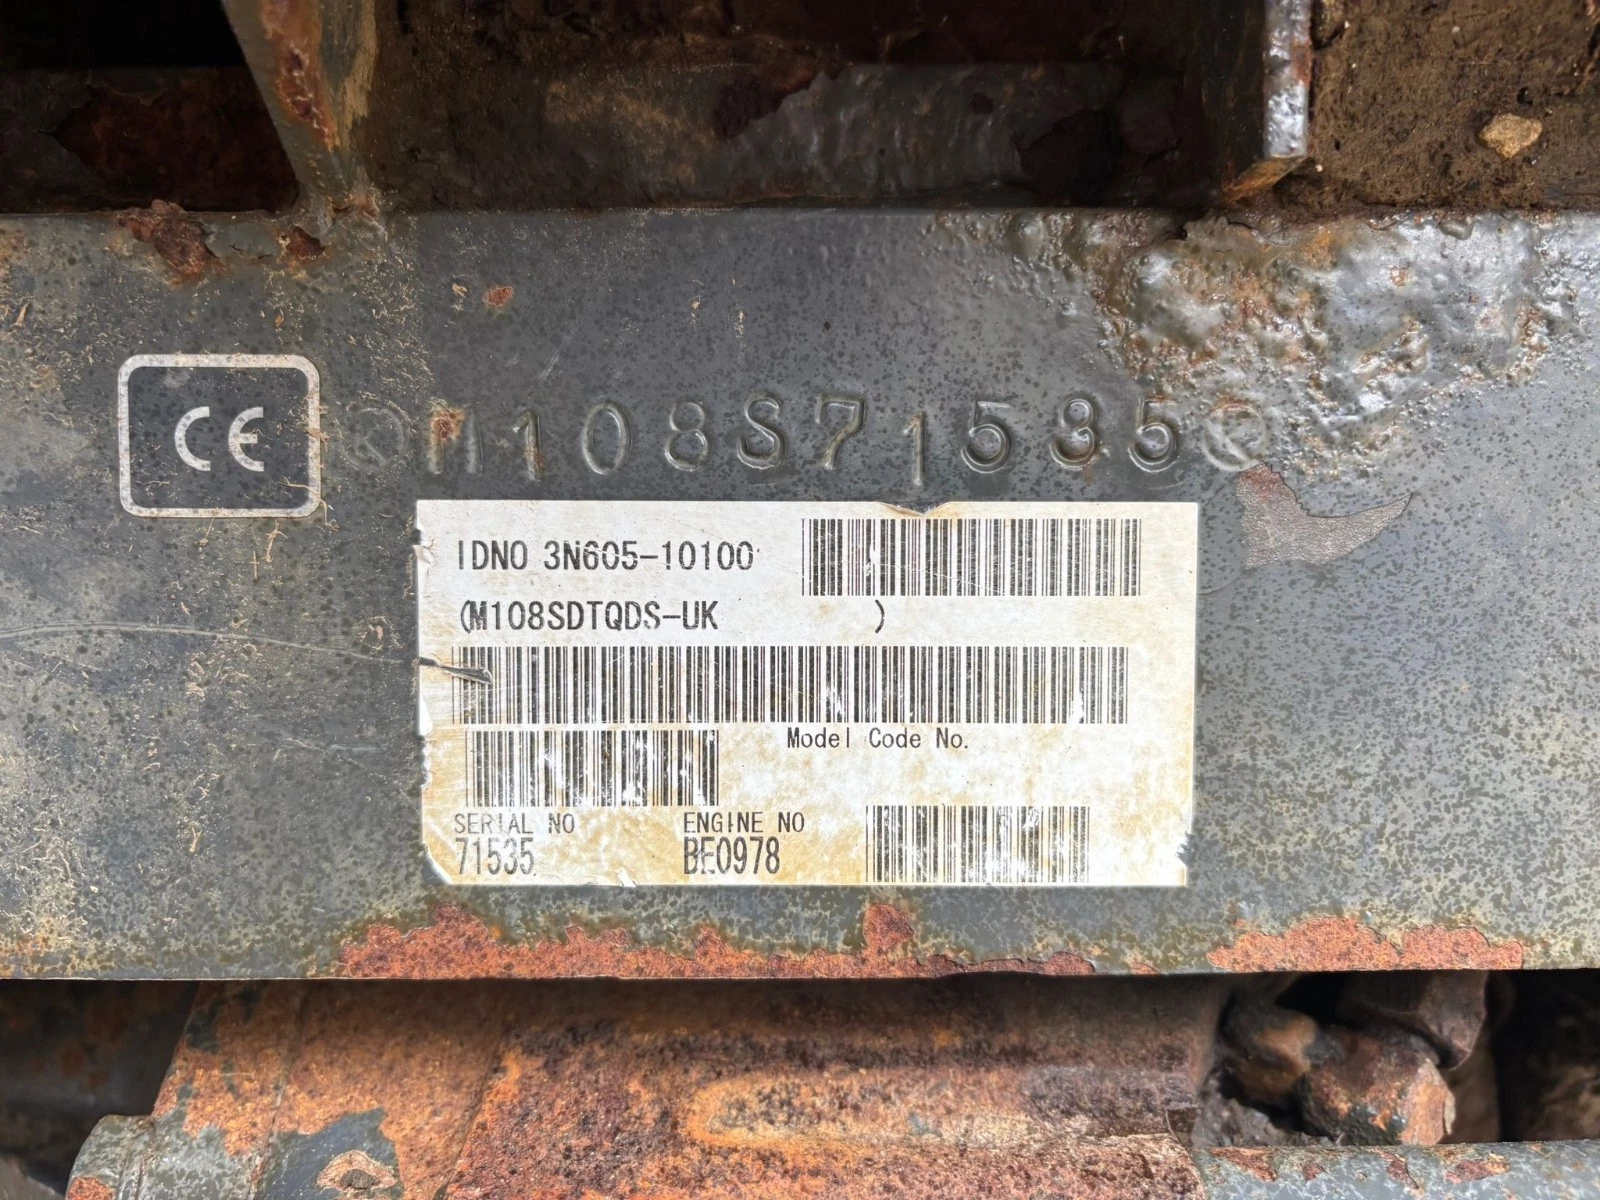 CE
M108S71535
IDNO 3N605-10100
(M108SDTQDS-UK )
Model Code No.
SERIAL NO
71535
ENGINE NO
BE0978